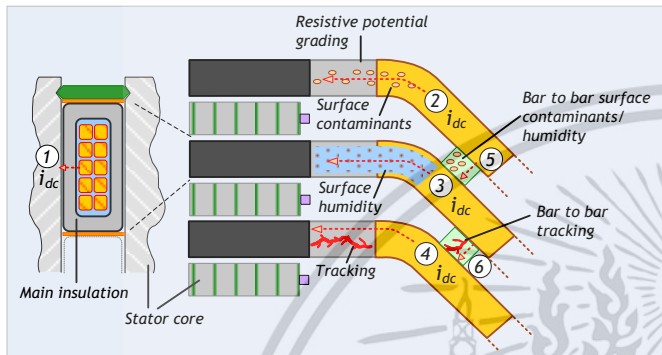 Resistive potential
grading
Surface
contaminants
2
i_dc
Bar to bar surface
contaminants/
humidity
5
1
i_dc
Surface
humidity
3
i_dc
Bar to bar
tracking
Tracking
4
i_dc
6
Main insulation
Stator core